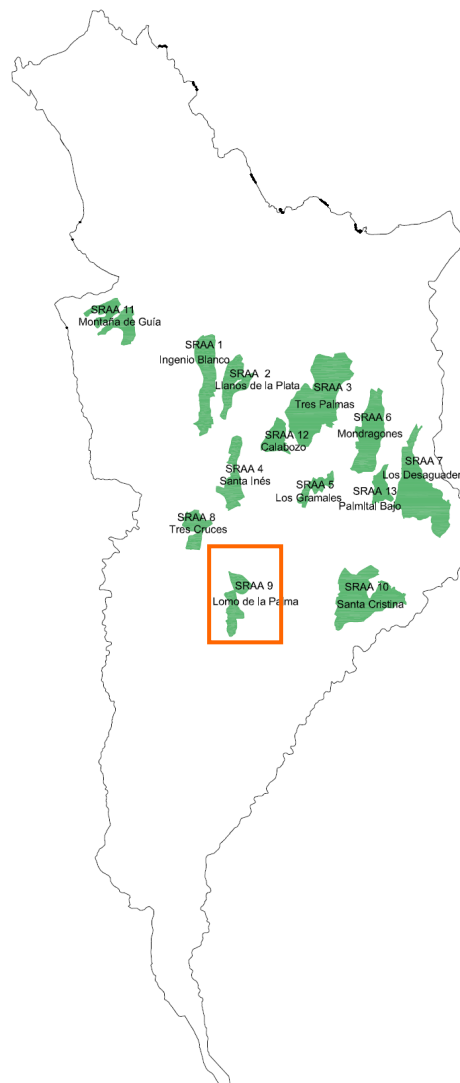 SRAA 11
Montaña de Guía
SRAA 1
Ingenio Blanco
SRAA 2
Llanos de la Plata
SRAA 3
Tres Palmas
SRAA 6
Mondragones
SRAA 12
Calabozo
SRAA 7
Los Desaguader
SRAA 4
Santa Inés
SRAA 5
Los Gramales
SRAA 13
Palmital Bajo
SRAA 8
Tres Cruces
SRAA 9
Lomo de la Palma
SRAA 10
Santa Cristina